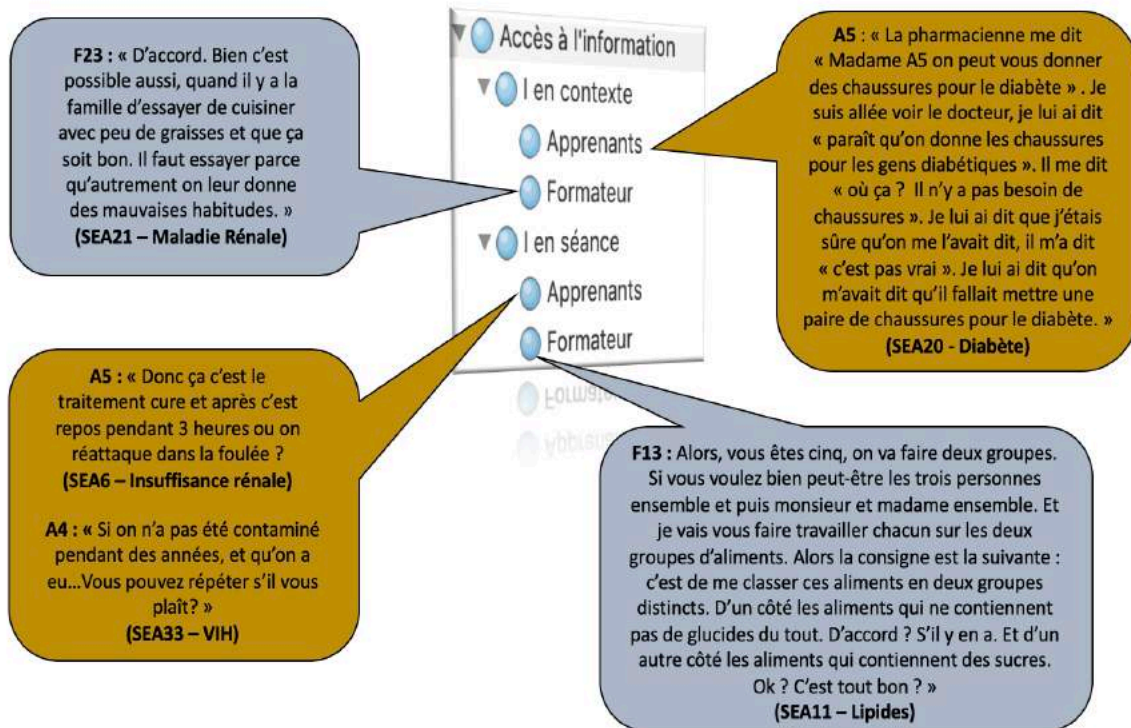 F23 : « D'accord. Bien c'est
possible aussi, quand il y a la
famille d'essayer de cuisiner
avec peu de graisses et que ça
soit bon. Il faut essayer parce
qu'autrement on leur donne
des mauvaises habitudes. »
(SEA21 – Maladie Rénale)
Accès à l'information
I en contexte
Apprenants
Formateur
I en séance
Apprenants
Formateur
A5 : « La pharmacienne me dit
« Madame A5 on peut vous donner
des chaussures pour le diabète » . Je
suis allée voir le docteur, je lui ai dit
« paraît qu'on donne les chaussures
pour les gens diabétiques ». Il me dit
« où ça ? Il n'y a pas besoin de
chaussures ». Je lui ai dit que j'étais
sûre qu'on me l'avait dit, il m'a dit
« c'est pas vrai ». Je lui ai dit qu'on
m'avait dit qu'il fallait mettre une
paire de chaussures pour le diabète. »
(SEA20 - Diabète)
A5 : « Donc ça c'est le
traitement cure et après c'est
repos pendant 3 heures ou on
réattaque dans la foulée ?
(SEA6 – Insuffisance rénale)
A4 : « Si on n'a pas été contaminé
pendant des années, et qu'on a
eu...Vous pouvez répéter s'il vous
plaît? »
(SEA33 – VIH)
F13 : Alors, vous êtes cinq, on va faire deux groupes.
Si vous voulez bien peut-être les trois personnes
ensemble et puis monsieur et madame ensemble. Et
je vais vous faire travailler chacun sur les deux
groupes d'aliments. Alors la consigne est la suivante :
c'est de me classer ces aliments en deux groupes
distincts. D'un côté les aliments qui ne contiennent
pas de glucides du tout. D'accord ? S'il y en a. Et d'un
autre côté les aliments qui contiennent des sucres.
Ok ? C'est tout bon ? »
(SEA11 – Lipides)